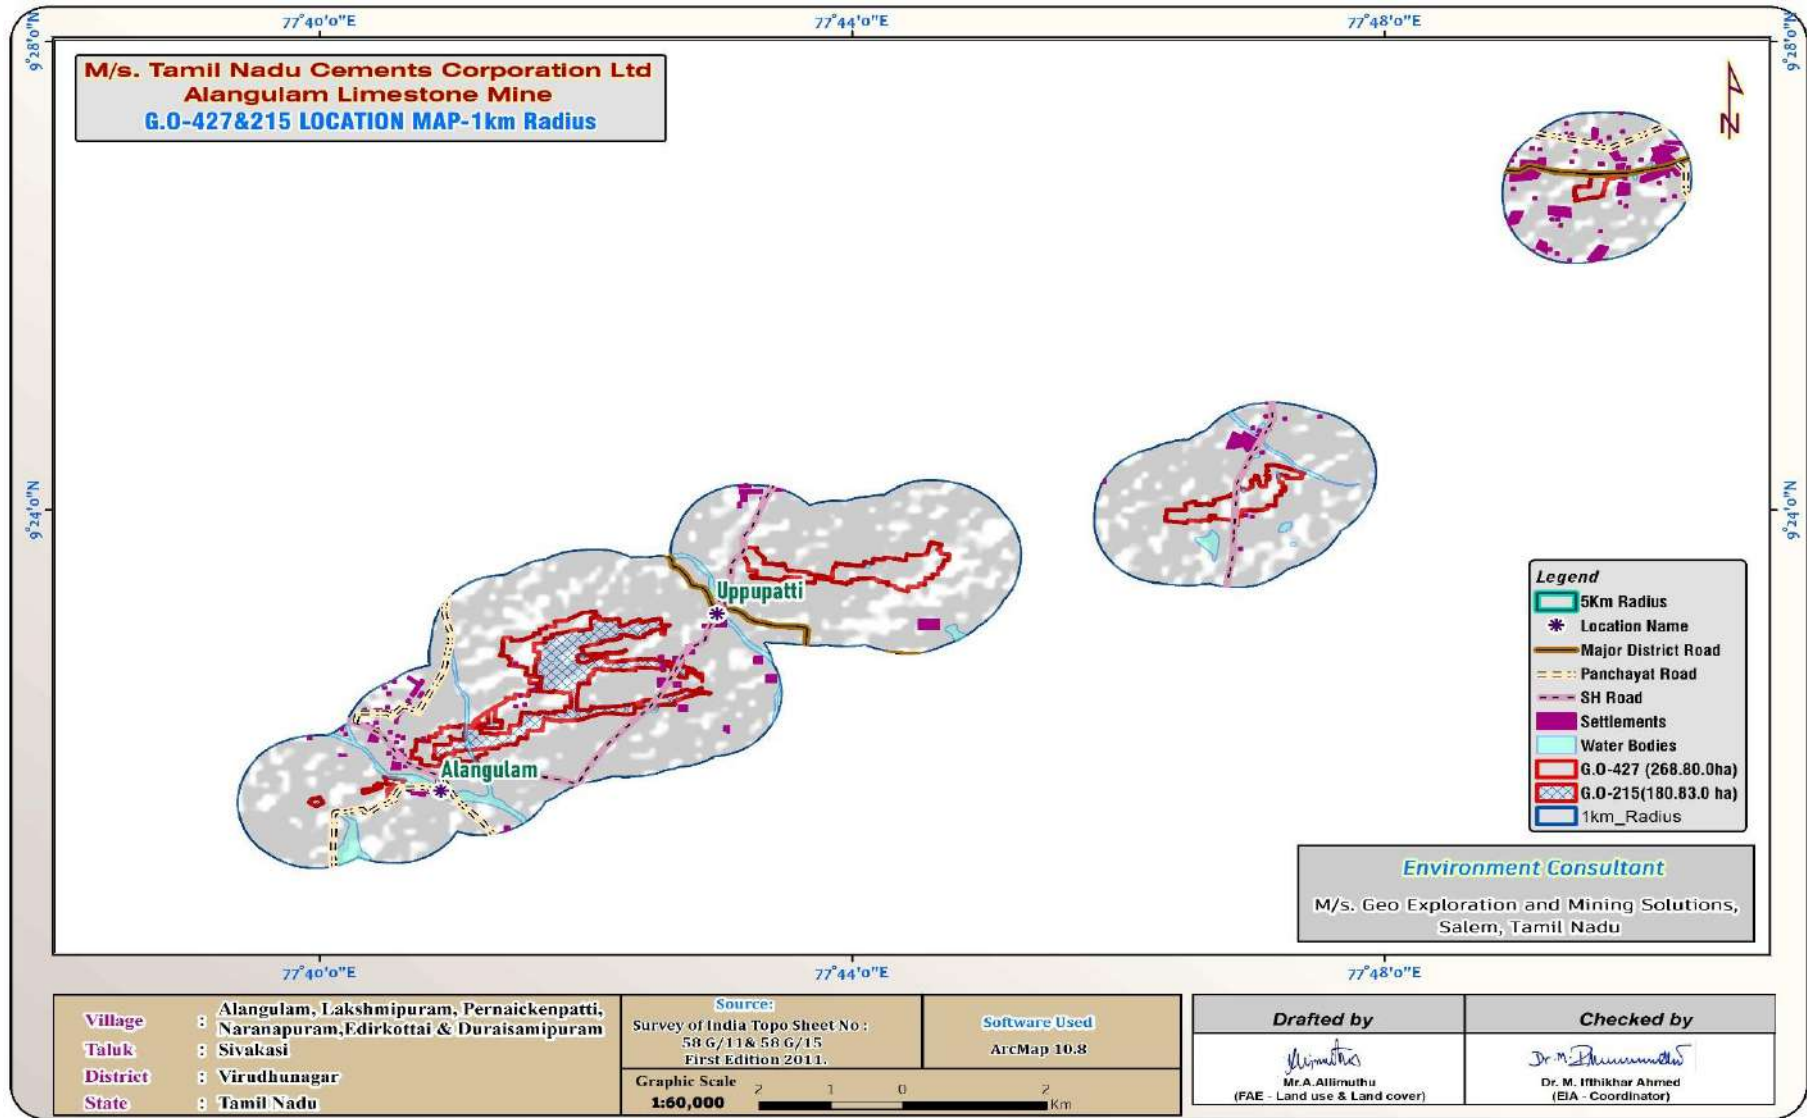 77°40'0"E
77°44'0"E
77°48'0"E
9°28'0"N
9°28'0"N
M/s. Tamil Nadu Cements Corporation Ltd
Alangulam Limestone Mine
G.O-427&215 LOCATION MAP-1km Radius
N
9°24'0"N
9°24'0"N
Uppupatti
Alangulam
Legend
5Km Radius
Location Name
Major District Road
Panchayat Road
SH Road
Settlements
Water Bodies
G.O-427 (268.80.0ha)
G.O-215(180.83.0 ha)
1km_Radius
Environment Consultant
M/s. Geo Exploration and Mining Solutions,
Salem, Tamil Nadu
77°40'0"E
77°44'0"E
77°48'0"E
Village : Alangulam, Lakshmipuram, Pernaickenpatti,
Naranapuram,Edirkottai & Duraisamipuram
Taluk : Sivakasi
District : Virudhunagar
State : Tamil Nadu
Source:
Survey of India Topo Sheet No :
58 G/11& 58 G/15
First Edition 2011.
Software Used
ArcMap 10.8
Graphic Scale
1:60,000
2 1 0 2
Km
Drafted by
Mr.A.Allimuthu
(FAE - Land use & Land cover)
Checked by
Dr. M.
Dr. M. Ifthikhar Ahmed
(EIA - Coordinator)